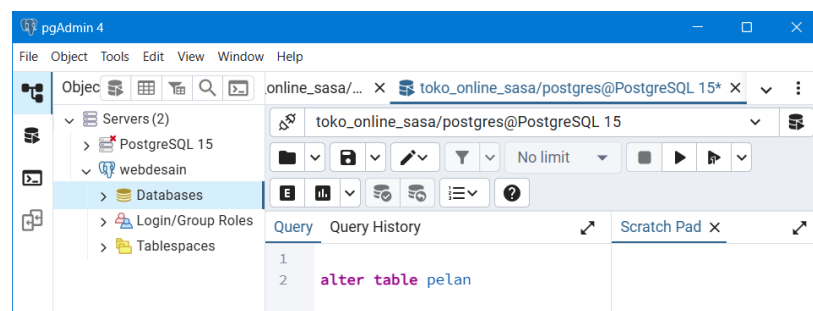 pgAdmin 4
File Object Tools Edit View Window Help
Objec
online_sasa/... toko_online_sasa/postgres@PostgreSQL 15*
Servers (2)
PostgreSQL 15
webdesain
Databases
Login/Group Roles
Tablespaces
toko_online_sasa/postgres@PostgreSQL 15
No limit
E
Query Query History Scratch Pad
1
2 alter table pelan